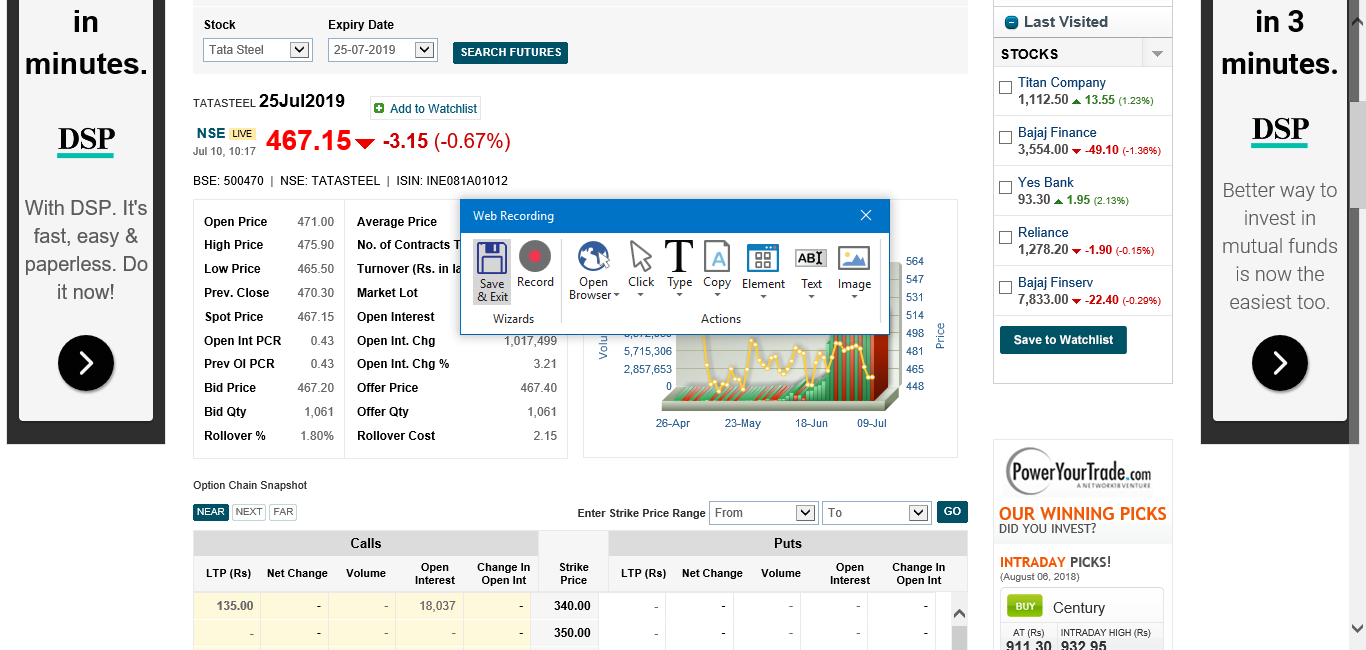 in
minutes.
DSP
With DSP. It's
fast, easy &
paperless. Do
it now!
Stock
Expiry Date
Tata Steel
25-07-2019
SEARCH FUTURES
TATASTEEL 25Jul2019
Add to Watchlist
NSE LIVE
467.15 -3.15 (-0.67%)
Jul 10, 10:17
BSE: 500470 | NSE: TATASTEEL | ISIN: INE081A01012
Open Price 471.00
High Price 475.90
Low Price 465.50
Prev. Close 470.30
Spot Price 467.15
Open Int PCR 0.43
Prev OI PCR 0.43
Bid Price 467.20
Bid Qty 1,061
Rollover % 1.80%
Average Price
No. of Contracts T
Turnover (Rs. in la
Market Lot
Open Interest
Open Int. Chg 1,017,499
Open Int. Chg % 3.21
Offer Price 467.40
Offer Qty 1,061
Rollover Cost 2.15
Web Recording
Save
& Exit
Record
Wizards
Open
Browser
Click
Type
Copy
Element
Text
Image
Actions
5,715,306
2,857,653
0
564
547
531
514
498
481
465
448
Price
26-Apr 23-May 18-Jun 09-Jul
Option Chain Snapshot
NEAR NEXT FAR
Enter Strike Price Range From To GO
Calls Puts
LTP (Rs) Net Change Volume Open Interest Change In Open Int Strike Price LTP (Rs) Net Change Volume Open Interest Change In Open Int
135.00 - - 18,037 - 340.00 - - - - -
- - - - - 350.00 - - - - -
Last Visited
STOCKS
Titan Company
1,112.50 13.55 (1.23%)
Bajaj Finance
3,554.00 -49.10 (-1.36%)
Yes Bank
93.30 1.95 (2.13%)
Reliance
1,278.20 -1.90 (-0.15%)
Bajaj Finserv
7,833.00 -22.40 (-0.29%)
Save to Watchlist
PowerYourTrade.com
A NETWORK18 VENTURE
OUR WINNING PICKS
DID YOU INVEST?
INTRADAY PICKS!
(August 06, 2018)
BUY Century
AT (Rs) INTRADAY HIGH (Rs)
911.30 932.95
in 3
minutes.
DSP
Better way to
invest in
mutual funds
is now the
easiest too.